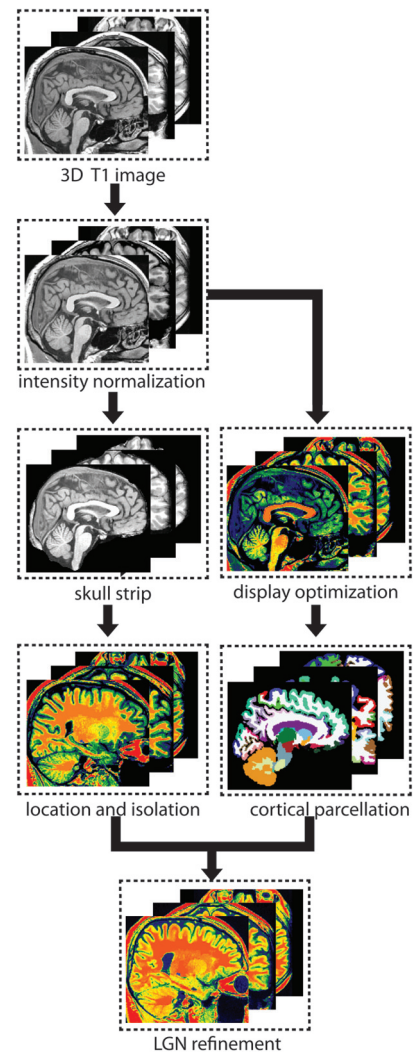 3D T1 image
intensity normalization
skull strip
display optimization
location and isolation
cortical parcellation
LGN refinement